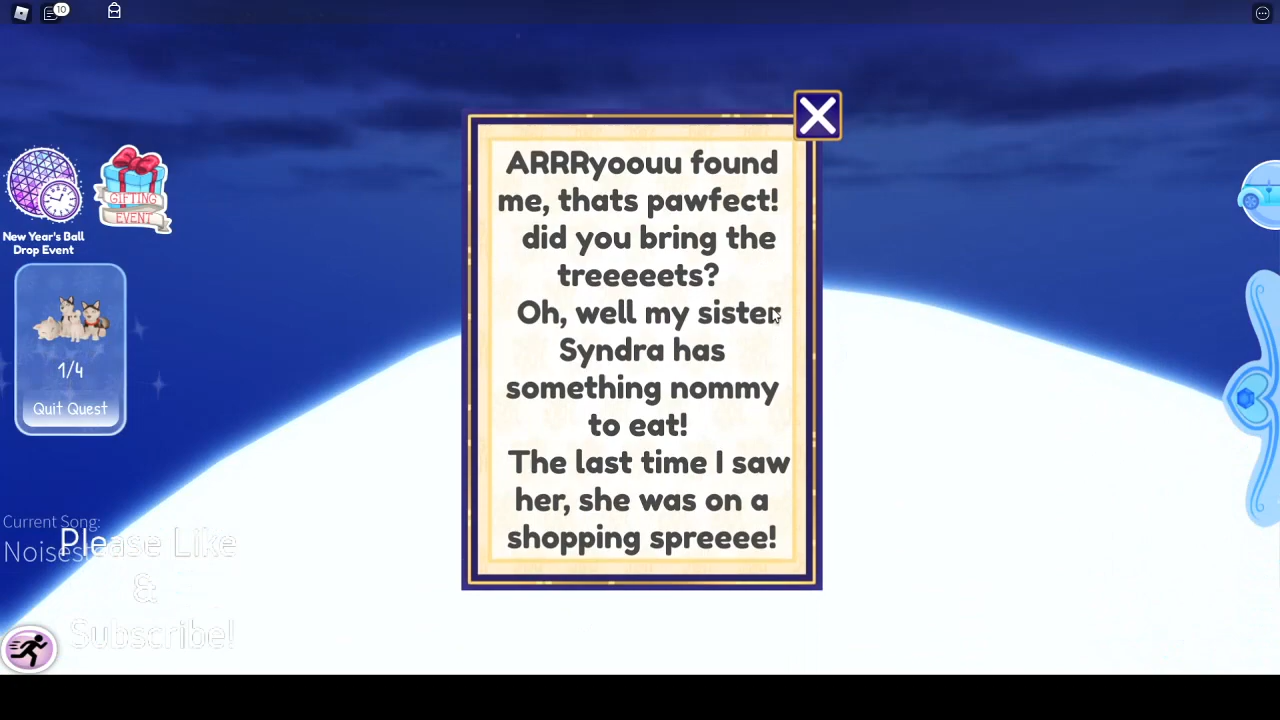 10
GIFTING
EVENT
New Year's Ball
Drop Event
1/4
Quit Quest
ARRRyoouu found
me, thats pawfect!
did you bring the
treeeeets?
Oh, well my sister
Syndra has
something nommy
to eat!
The last time I saw
her, she was on a
shopping spreeee!
Current Song:
Noises
Please Like
&
Subscribe!